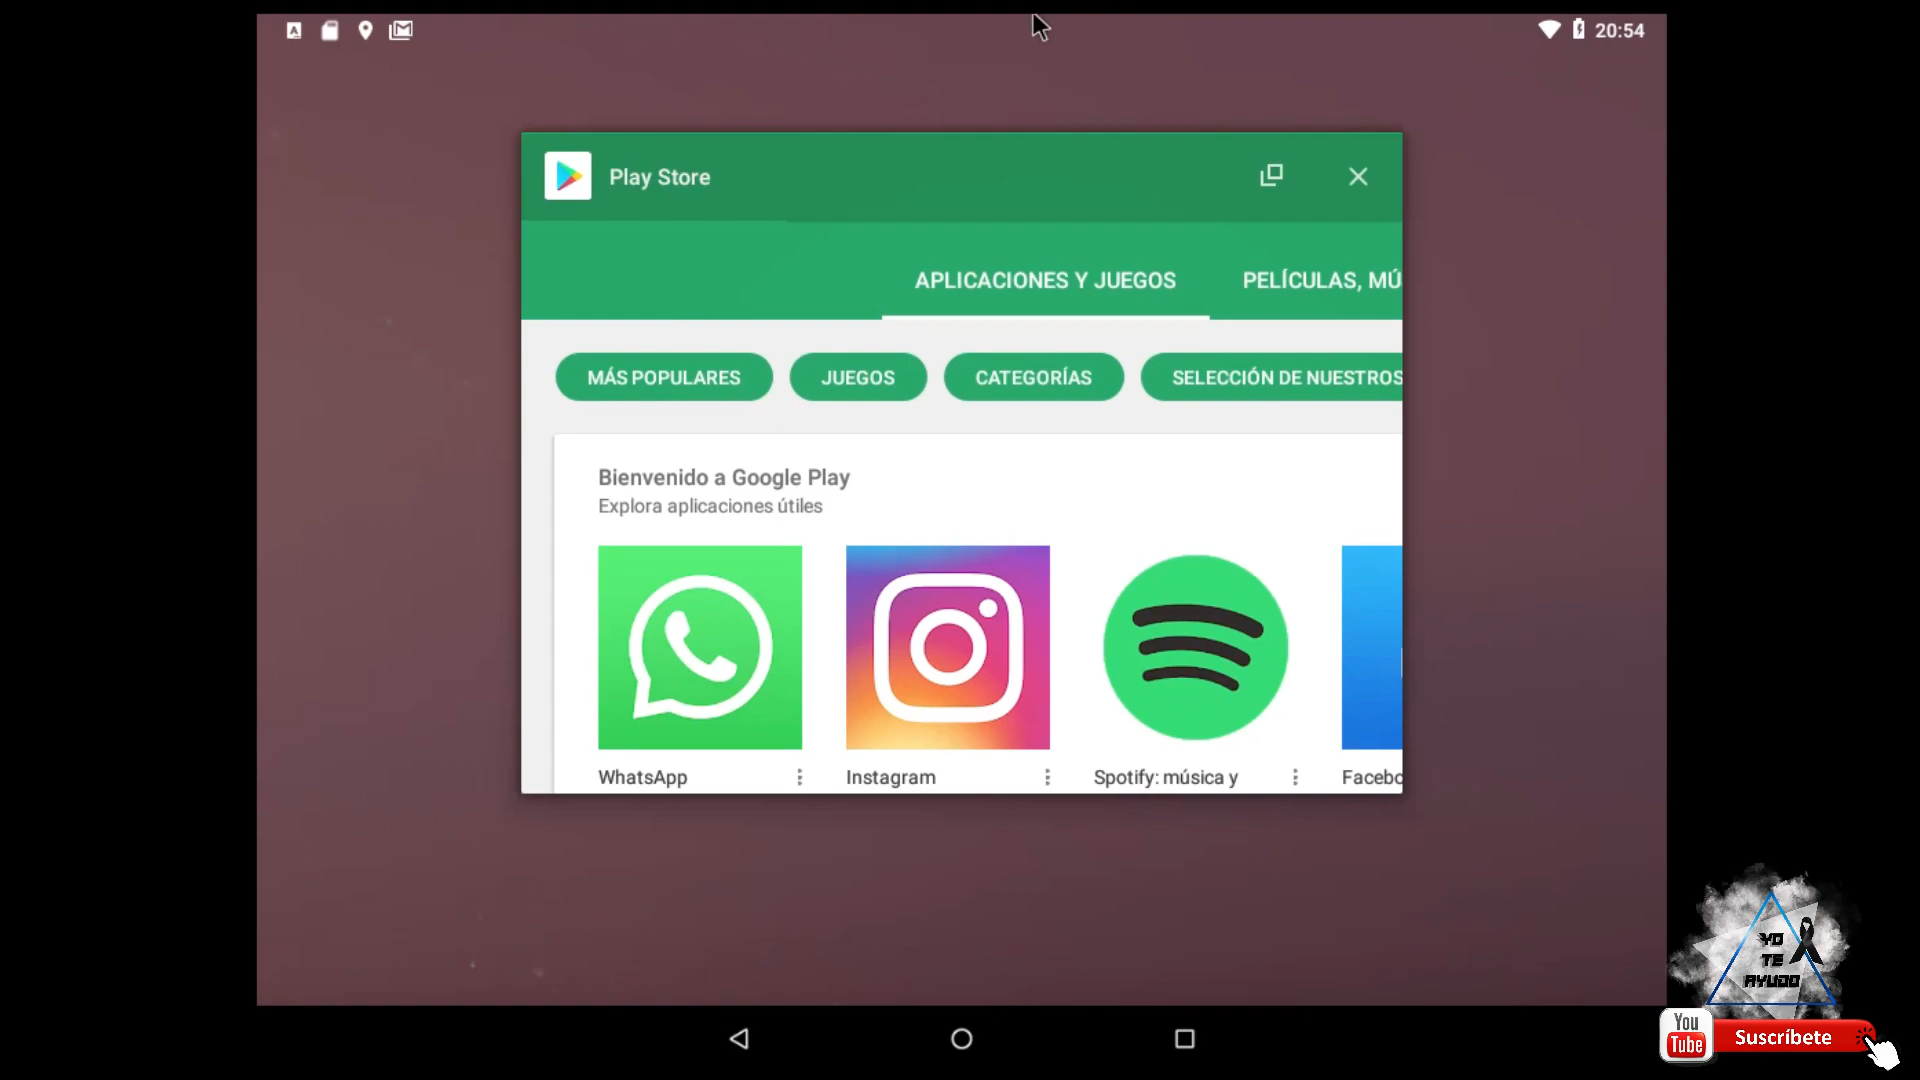 A
20:54
Play Store
APLICACIONES Y JUEGOS
PELÍCULAS, MÚ
MÁS POPULARES
JUEGOS
CATEGORÍAS
SELECCIÓN DE NUESTROS
Bienvenido a Google Play
Explora aplicaciones útiles
WhatsApp
Instagram
Spotify: música y
Facebo
YO
TE
AYUDO
You
Tube
Suscríbete